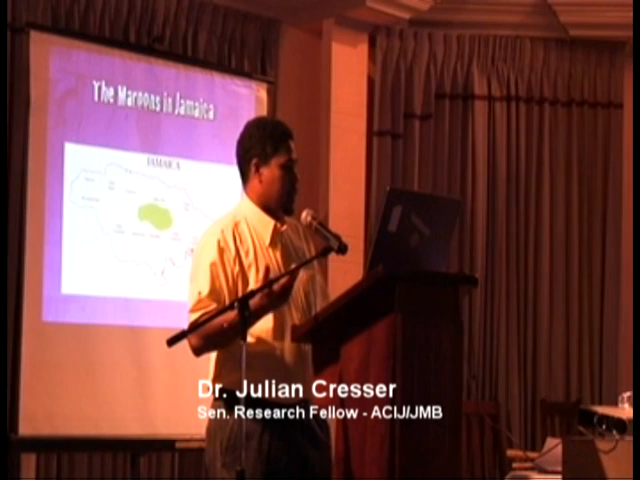 The Maroons in Jamaica
JAMAICA
Dr. Julian Cresser
Sen. Research Fellow - ACIJ/JMB